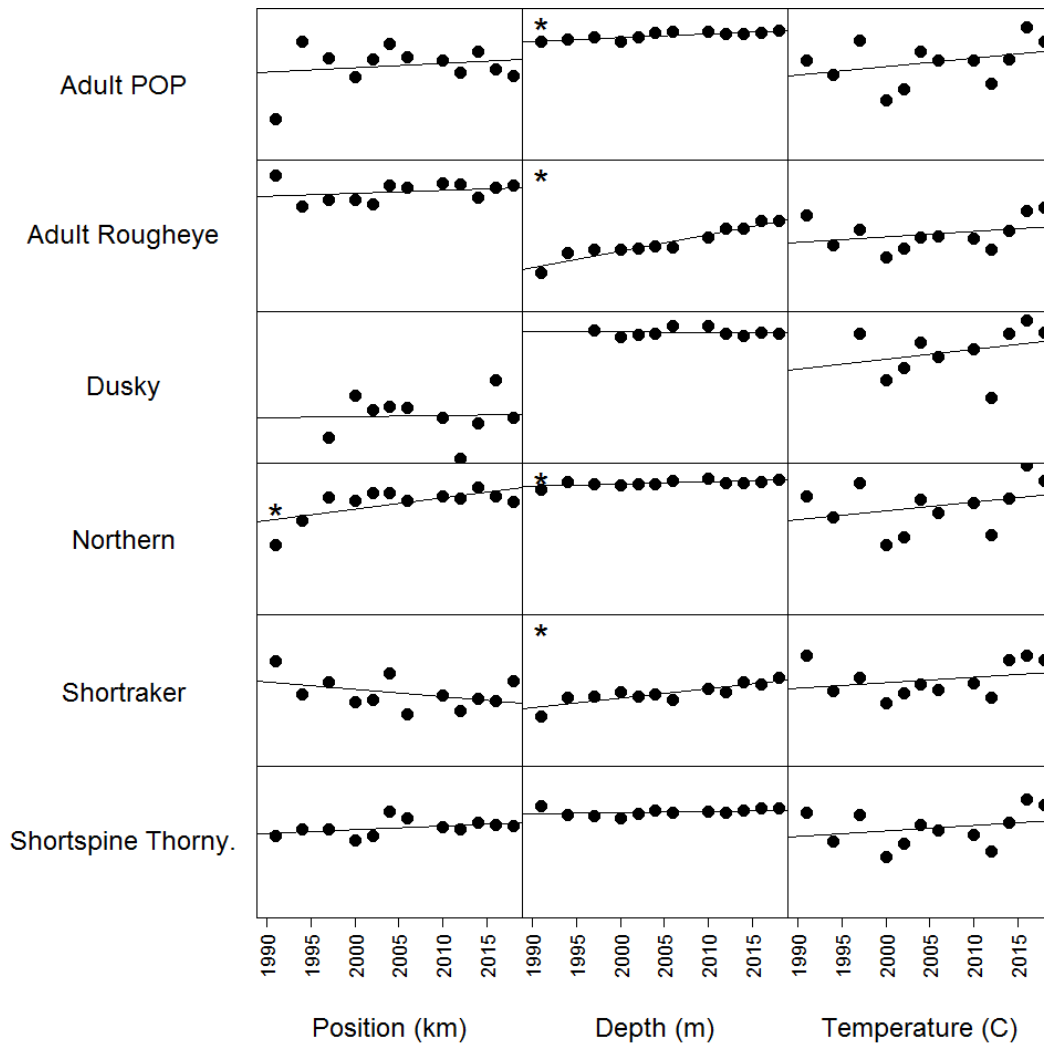 Adult POP
*
Adult Rougheye
*
Dusky
Northern
* *
Shortraker
*
Shortspine Thorny.
1990 1995 2000 2005 2010 2015 1990 1995 2000 2005 2010 2015 1990 1995 2000 2005 2010 2015
Position (km) Depth (m) Temperature (C)